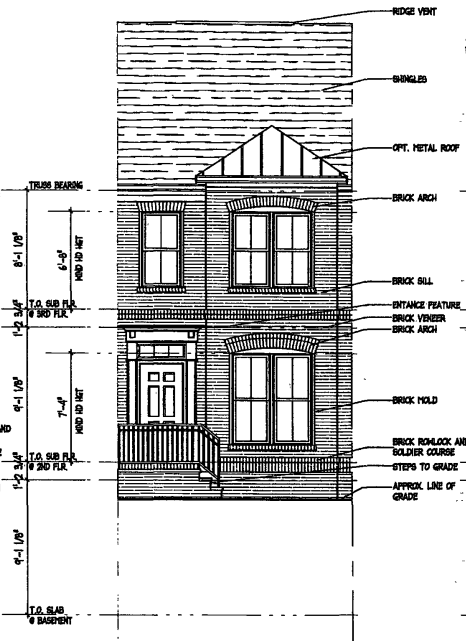 RIDGE VENT
SHINGLES
OPT. METAL ROOF
TRUSS BEARING
BRICK ARCH
8'-1 1/8"
6'-8"
WIND HD HGT
BRICK SILL
T.O. SUB FLR.
@ 3RD FLR.
ENTANCE FEATURE
BRICK VENEER
BRICK ARCH
1'-2 3/4"
9'-1 1/8"
7'-4"
WIND HD HGT
BRICK MOLD
AND
T.O. SUB FLR.
@ 2ND FLR.
BRICK ROWLOCK AND
SOLDIER COURSE
STEPS TO GRADE
1'-2 3/4"
APPROX. LINE OF
GRADE
9'-1 1/8"
T.O. SLAB
@ BASEMENT